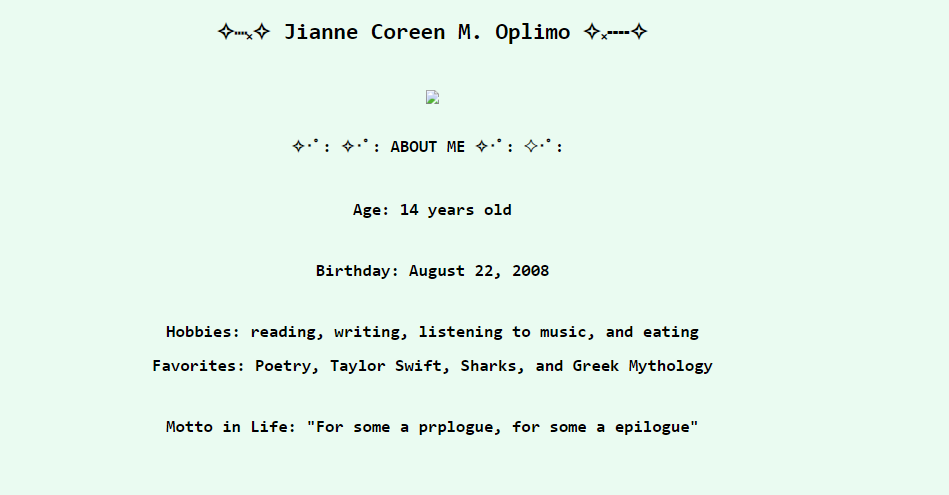 ✧┈˟✧ Jianne Coreen M. Oplimo ✧˟┅✧
✧･ﾟ: ✧･ﾟ: ABOUT ME ✧･ﾟ: ✧･ﾟ:
Age: 14 years old
Birthday: August 22, 2008
Hobbies: reading, writing, listening to music, and eating
Favorites: Poetry, Taylor Swift, Sharks, and Greek Mythology
Motto in Life: "For some a prplogue, for some a epilogue"